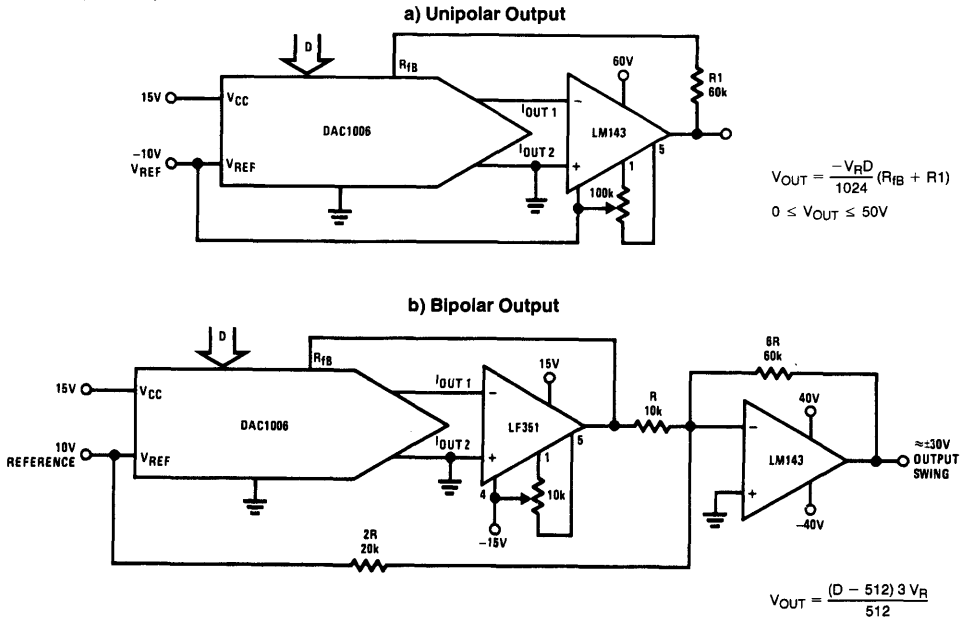 a) Unipolar Output
D
RfB
60V
R1
60k
15V
VCC
IOUT 1
−
LM143
DAC1006
5
IOUT 2
−10V
VREF
VREF
+
1
100k
VOUT = −VRD / 1024 (RfB + R1)
0 ≤ VOUT ≤ 50V
b) Bipolar Output
D
RfB
6R
60k
15V
15V
VCC
IOUT 1
−
R
10k
40V
DAC1006
LF351
−
5
LM143
≈±30V
OUTPUT
SWING
10V
REFERENCE
VREF
IOUT 2
+
1
4
10k
+
−15V
−40V
2R
20k
VOUT = (D − 512) 3 VR / 512